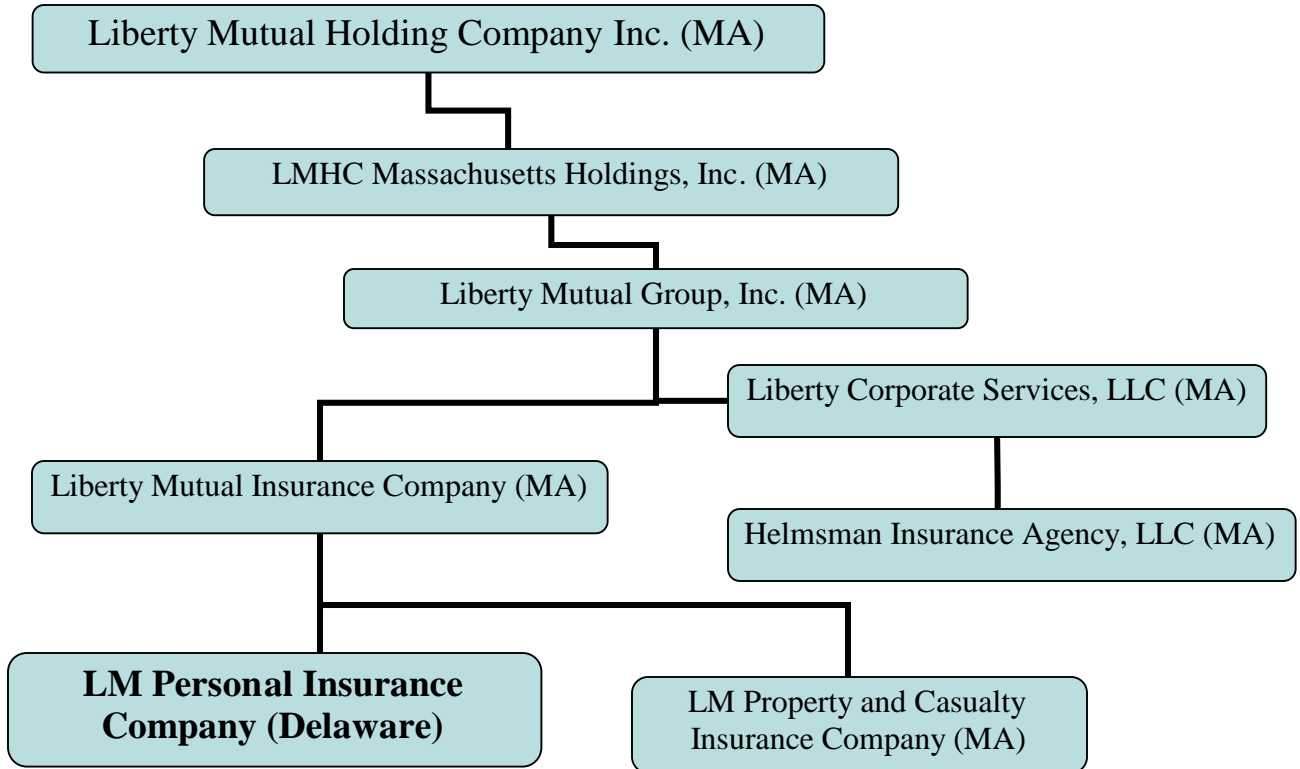 Liberty Mutual Holding Company Inc. (MA)
LMHC Massachusetts Holdings, Inc. (MA)
Liberty Mutual Group, Inc. (MA)
Liberty Corporate Services, LLC (MA)
Liberty Mutual Insurance Company (MA)
Helmsman Insurance Agency, LLC (MA)
LM Personal Insurance
Company (Delaware)
LM Property and Casualty
Insurance Company (MA)